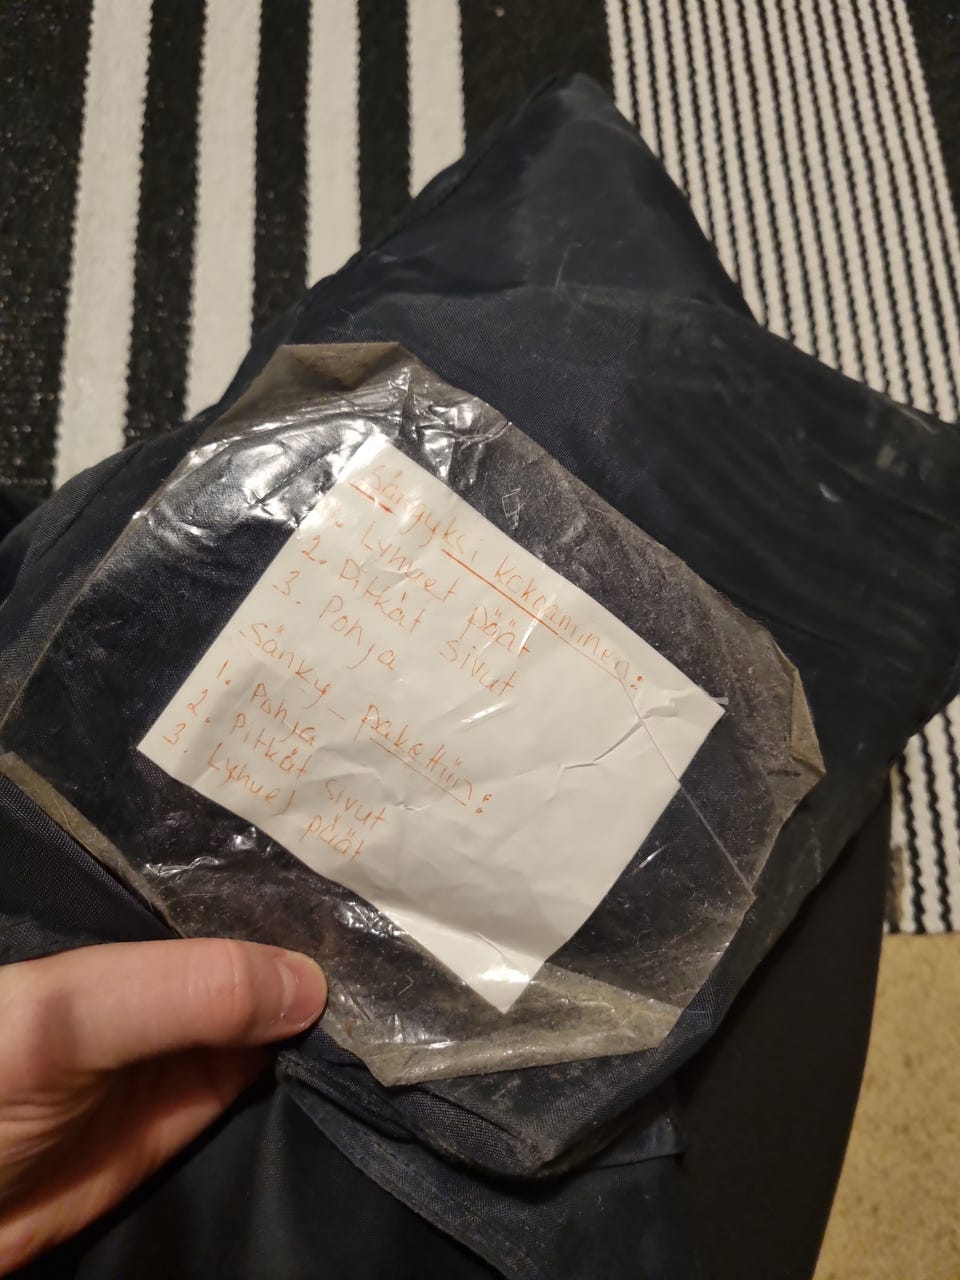 Sängyksi kokoaminen:
1. Lyhyet päät
2. Pitkät sivut
3. Pohja
Sänky - pakettiin:
1. Pohja
2. Pitkät sivut
3. Lyhyet päät